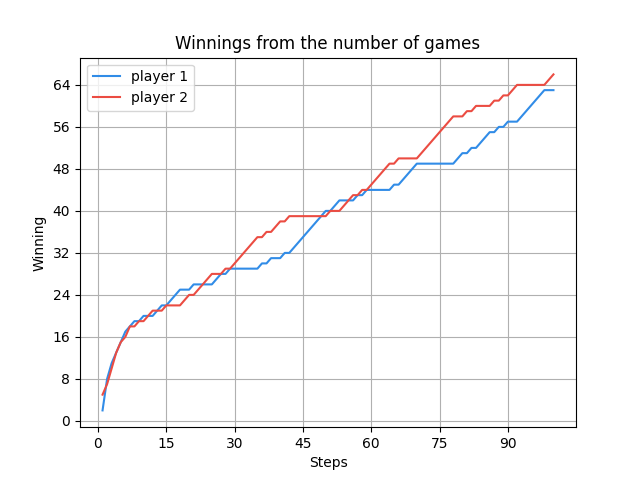 Winnings from the number of games
player 1
player 2
64
56
48
40
32
24
16
8
0
Winning
0 15 30 45 60 75 90
Steps